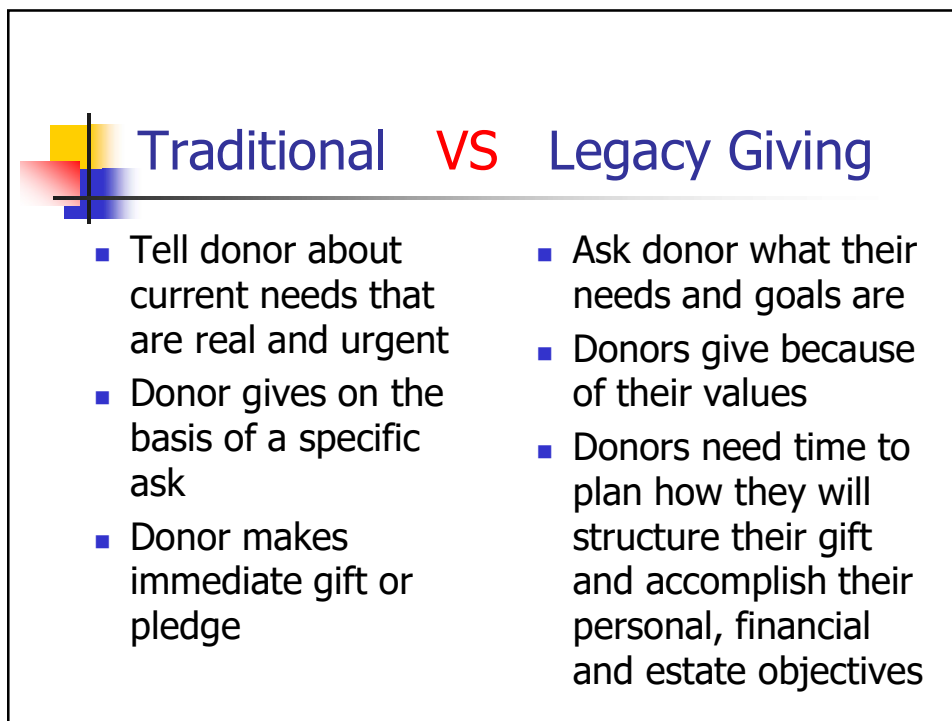 Traditional VS Legacy Giving
Tell donor about
current needs that
are real and urgent
Donor gives on the
basis of a specific
ask
Donor makes
immediate gift or
pledge
Ask donor what their
needs and goals are
Donors give because
of their values
Donors need time to
plan how they will
structure their gift
and accomplish their
personal, financial
and estate objectives